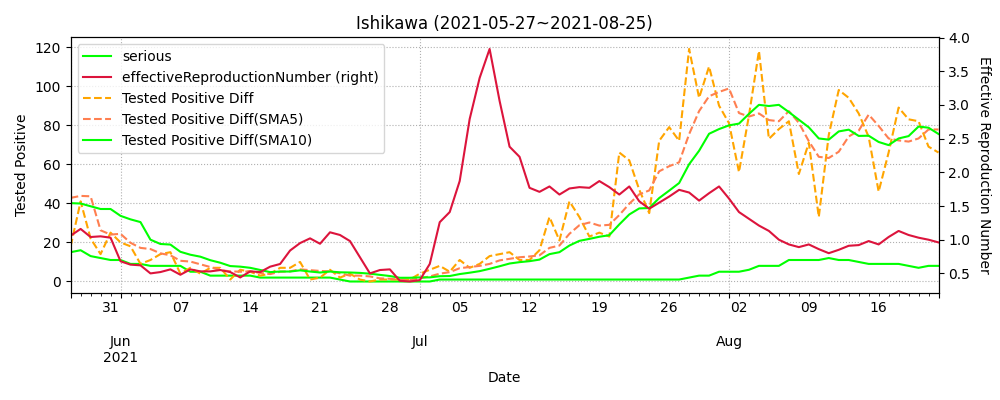 Ishikawa (2021-05-27~2021-08-25)
serious
effectiveReproductionNumber (right)
Tested Positive Diff
Tested Positive Diff(SMA5)
Tested Positive Diff(SMA10)
Tested Positive
120
100
80
60
40
20
0
4.0
3.5
3.0
2.5
2.0
1.5
1.0
0.5
Effective Reproduction Number
31 07 14 21 28 05 12 19 26 02 09 16
Jun Jul Aug
2021
Date